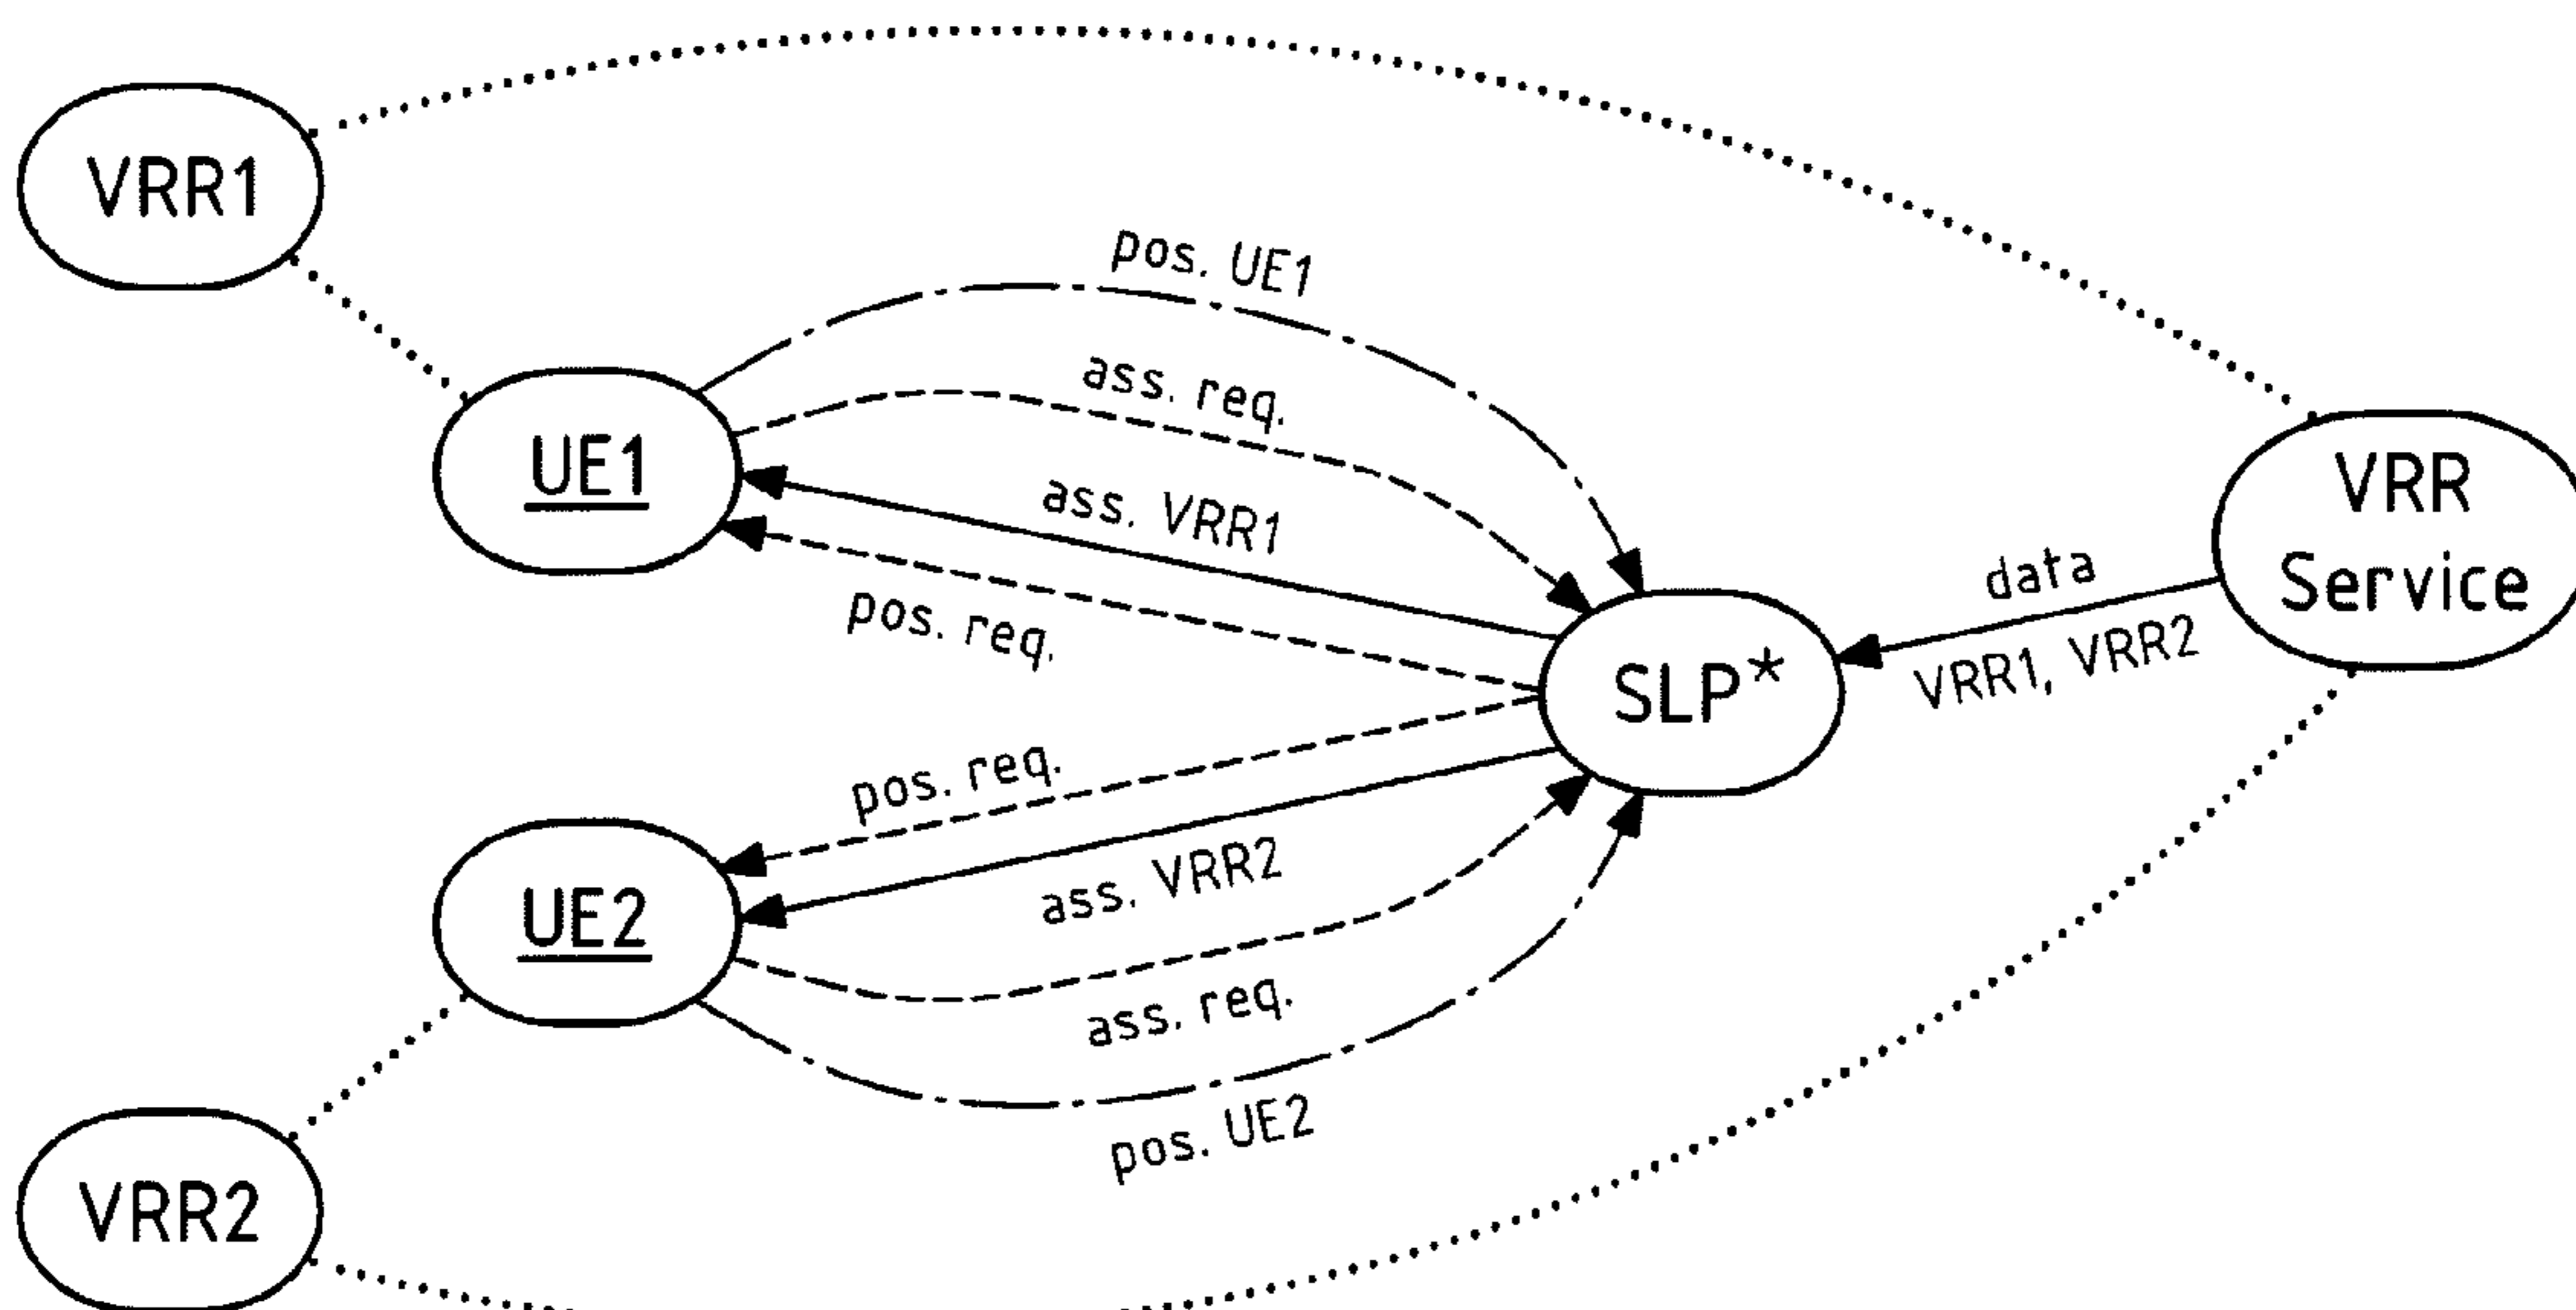 VRR1
pos. UE1
ass. req.
UE1
ass. VRR1
pos. req.
VRR
Service
data
VRR1, VRR2
SLP*
pos. req.
ass. VRR2
UE2
ass. req.
pos. UE2
VRR2